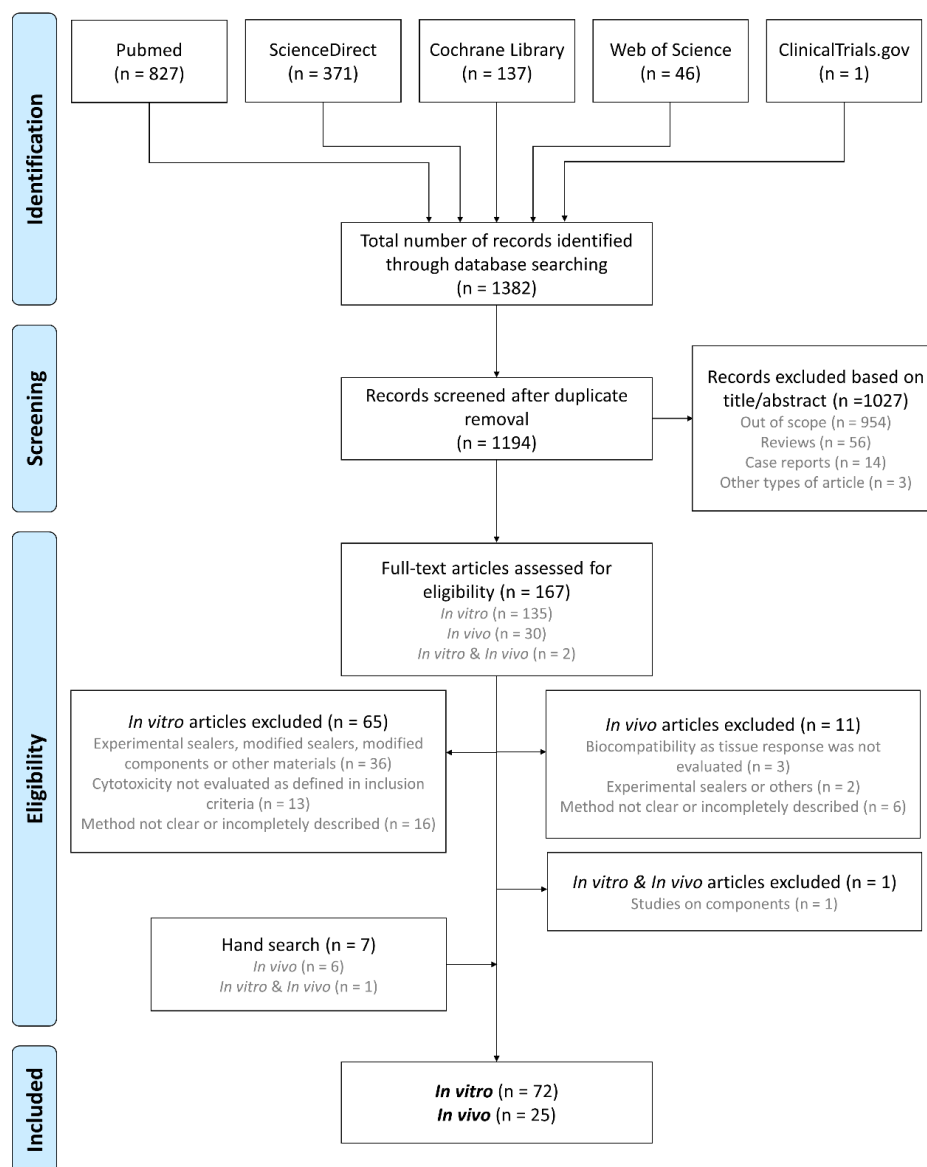 Identification
Pubmed
(n = 827)
ScienceDirect
(n = 371)
Cochrane Library
(n = 137)
Web of Science
(n = 46)
ClinicalTrials.gov
(n = 1)
Total number of records identified
through database searching
(n = 1382)
Screening
Records screened after duplicate
removal
(n = 1194)
Records excluded based on
title/abstract (n =1027)
Out of scope (n = 954)
Reviews (n = 56)
Case reports (n = 14)
Other types of article (n = 3)
Eligibility
Full-text articles assessed for
eligibility (n = 167)
In vitro (n = 135)
In vivo (n = 30)
In vitro & In vivo (n = 2)
In vitro articles excluded (n = 65)
Experimental sealers, modified sealers, modified
components or other materials (n = 36)
Cytotoxicity not evaluated as defined in inclusion
criteria (n = 13)
Method not clear or incompletely described (n = 16)
In vivo articles excluded (n = 11)
Biocompatibility as tissue response was not
evaluated (n = 3)
Experimental sealers or others (n = 2)
Method not clear or incompletely described (n = 6)
In vitro & In vivo articles excluded (n = 1)
Studies on components (n = 1)
Hand search (n = 7)
In vivo (n = 6)
In vitro & In vivo (n = 1)
Included
In vitro (n = 72)
In vivo (n = 25)